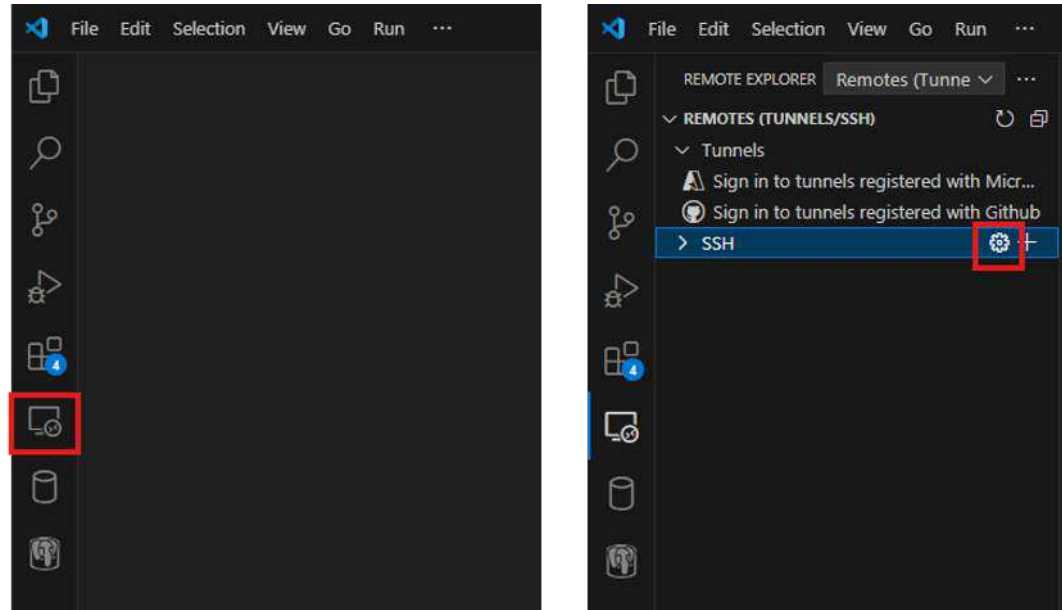 File Edit Selection View Go Run ...
4
File Edit Selection View Go Run ...
REMOTE EXPLORER Remotes (Tunne ...
REMOTES (TUNNELS/SSH)
Tunnels
Sign in to tunnels registered with Micr...
Sign in to tunnels registered with Github
SSH
4